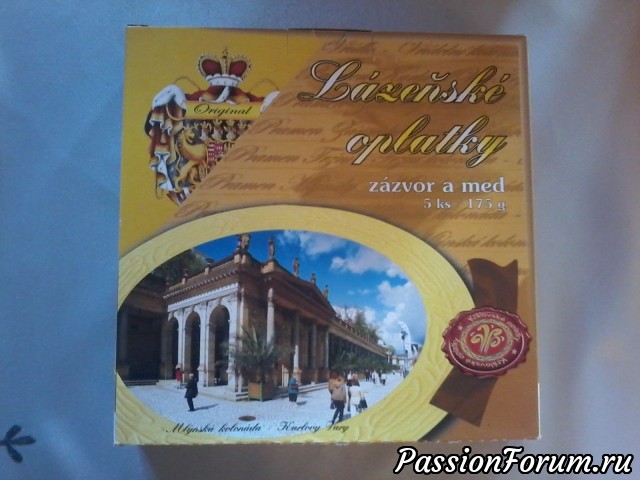 Original
Lázeňské
oplatky
zázvor a med
5 ks 175 g
Mlýnská kolonáda Karlovy Vary
PassionForum.ru